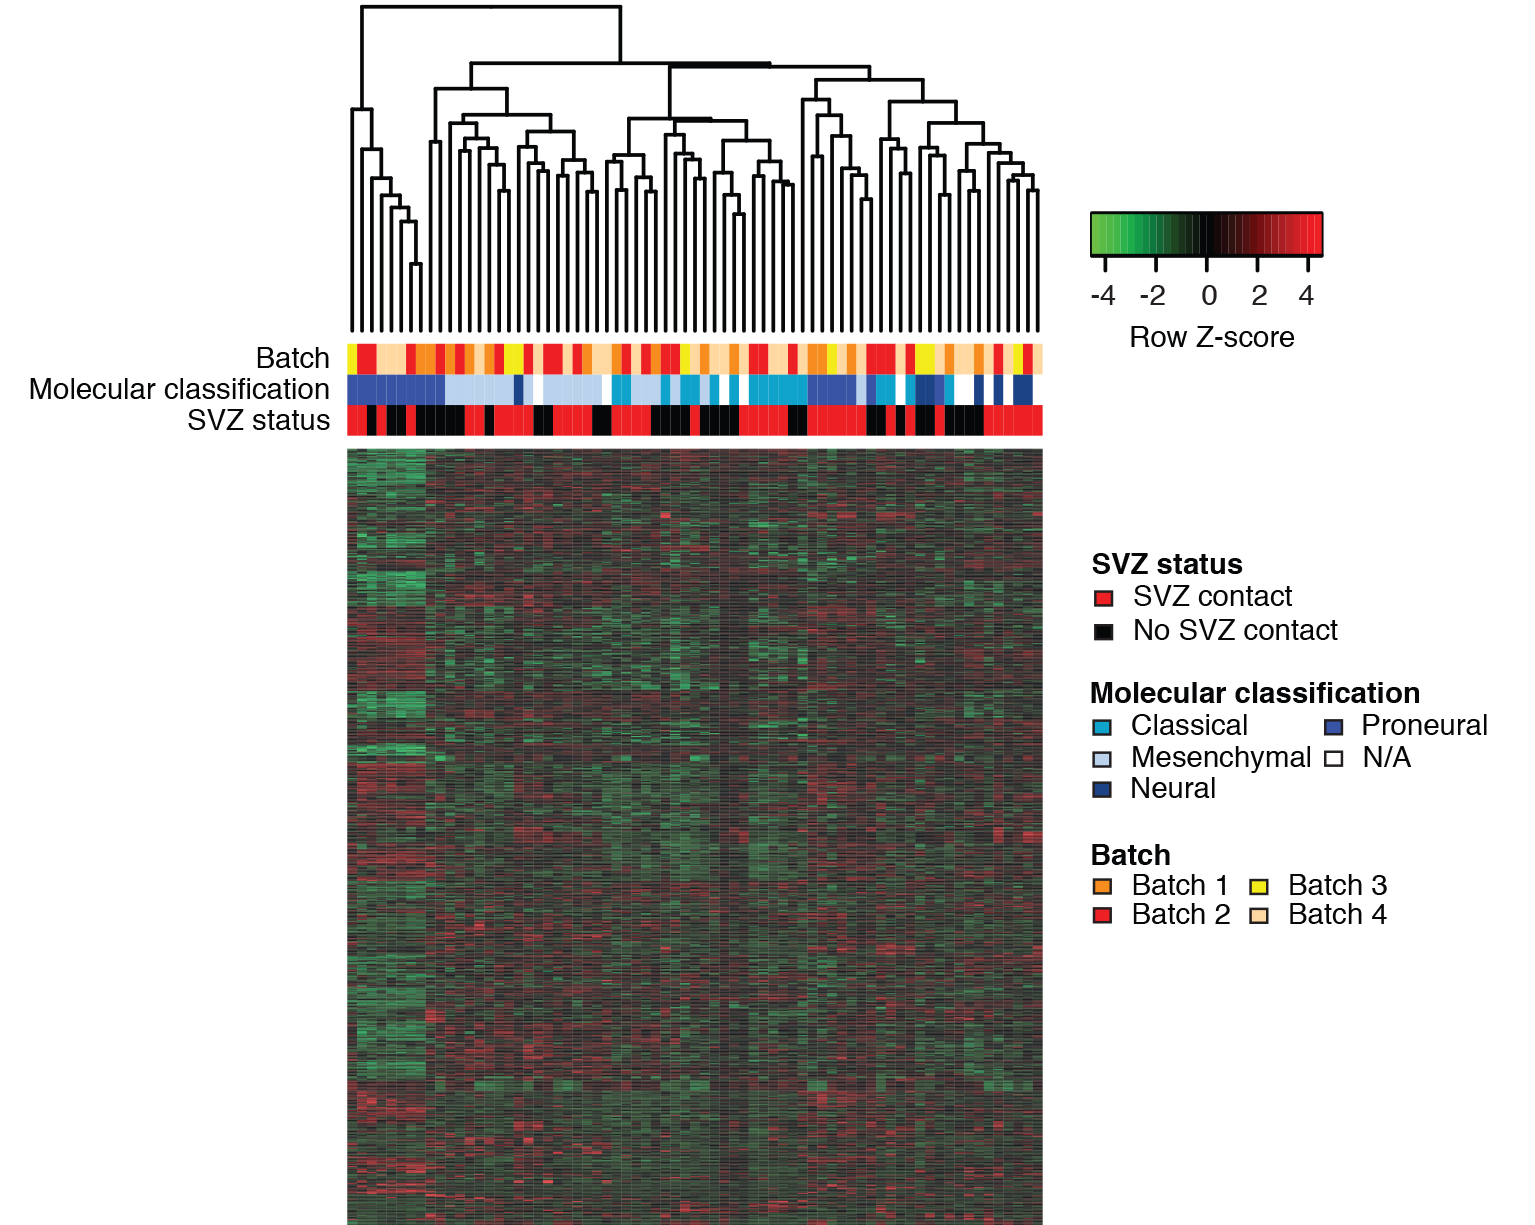 -4 -2 0 2 4
Row Z-score
Batch
Molecular classification
SVZ status
SVZ status
SVZ contact
No SVZ contact
Molecular classification
Classical Proneural
Mesenchymal N/A
Neural
Batch
Batch 1 Batch 3
Batch 2 Batch 4